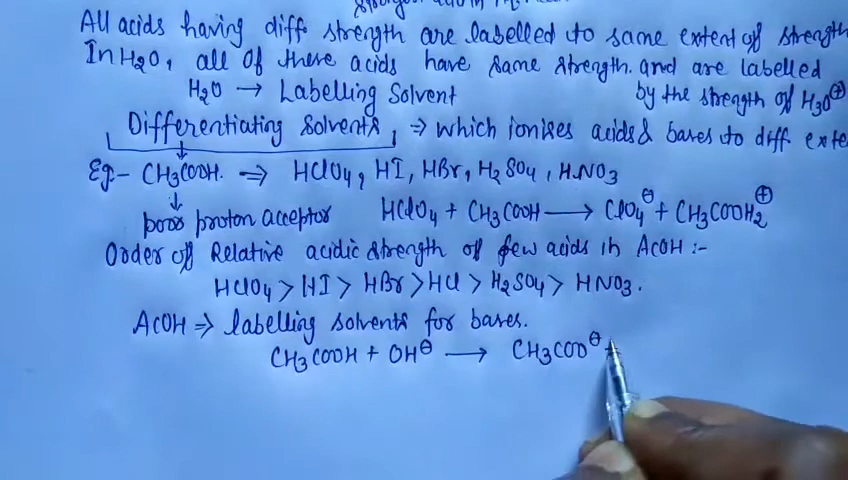 All acids having diff strength are labelled to same extent of strength
In H2O, all of these acids have same strength. and are labelled
H2O → Labelling Solvent by the strength of H3O⊕
Differentiating Solvents ⇒ which ionises acids & bases to diff exte
Eg:- CH3COOH. ⇒ HClO4, HI, HBr, H2SO4, HNO3
poor proton acceptor HClO4 + CH3COOH → ClO4⊖ + CH3COOH2⊕
Order of Relative acidic strength of few acids in AcOH :-
HClO4 > HI > HBr > HCl > H2SO4 > HNO3.
AcOH ⇒ labelling solvents for bases.
CH3COOH + OH⊖ → CH3COO⊖ +